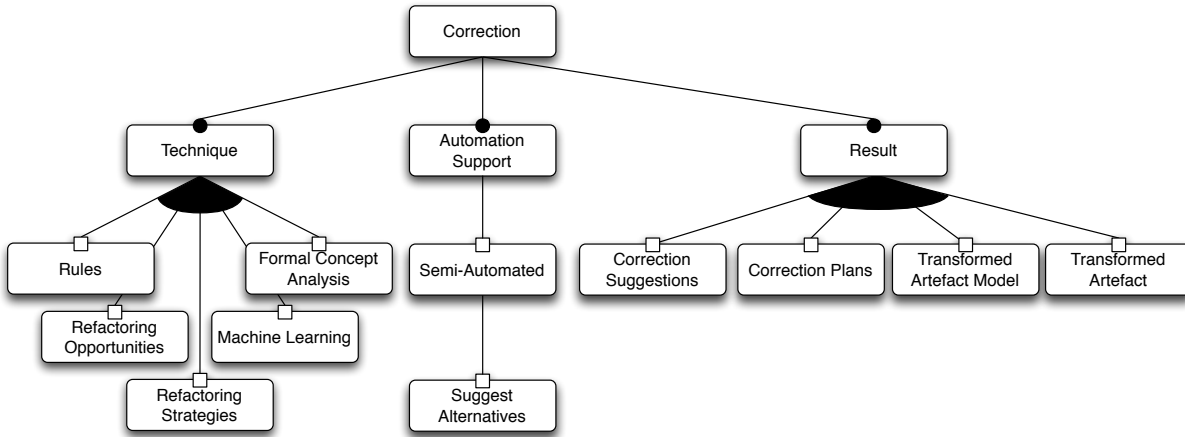 Correction
Technique
Automation
Support
Result
Rules
Formal Concept
Analysis
Semi-Automated
Correction
Suggestions
Correction Plans
Transformed
Artefact Model
Transformed
Artefact
Refactoring
Opportunities
Machine Learning
Refactoring
Strategies
Suggest
Alternatives